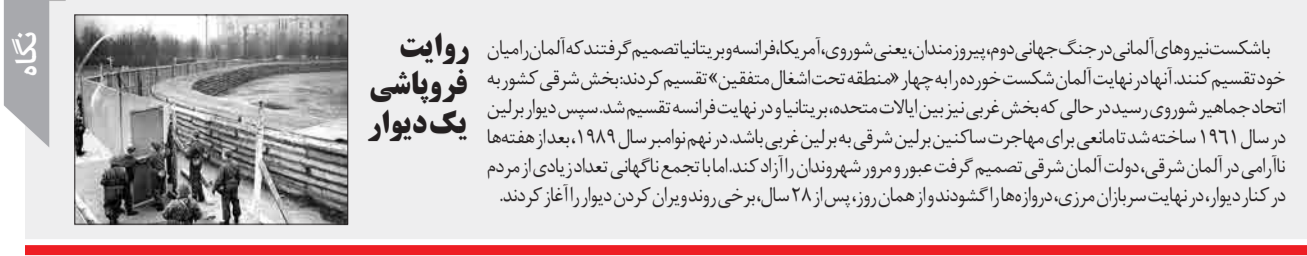 نگاه
روایت
فروپاشی
یک دیوار
با شکست نیروهای آلمانی در جنگ جهانی دوم، پیروزمندان، یعنی شوروی، آمریکا، فرانسه و بریتانیا تصمیم گرفتند که آلمان را میان
خود تقسیم کنند. آنها در نهایت آلمان شکست خورده را به چهار «منطقه تحت اشغال متفقین» تقسیم کردند: بخش شرقی کشور به
اتحاد جماهیر شوروی رسید در حالی که بخش غربی نیز بین ایالات متحده، بریتانیا و در نهایت فرانسه تقسیم شد. سپس دیوار برلین
در سال ۱۹۶۱ ساخته شد تا مانعی برای مهاجرت ساکنین برلین شرقی به برلین غربی باشد. در نهم نوامبر سال ۱۹۸۹، بعد از هفته‌ها
ناآرامی در آلمان شرقی، دولت آلمان شرقی تصمیم گرفت عبور و مرور شهروندان را آزاد کند. اما با تجمع ناگهانی تعداد زیادی از مردم
در کنار دیوار، در نهایت سربازان مرزی، دروازه‌ها را گشودند و از همان روز، پس از ۲۸ سال، برخی روند ویران کردن دیوار را آغاز کردند.